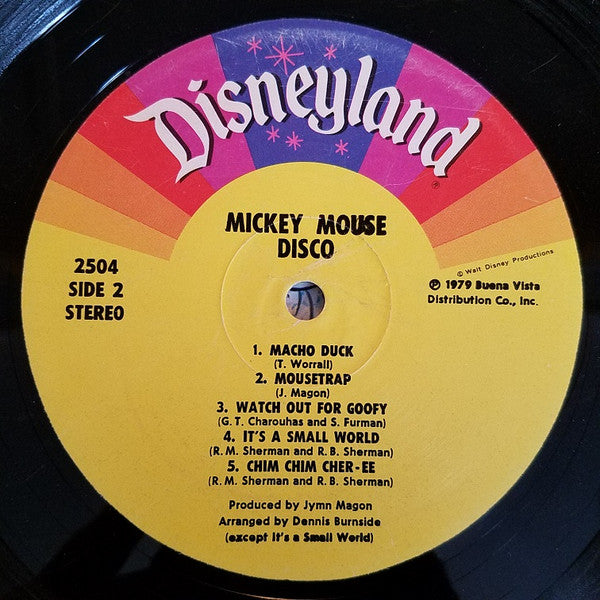 Disneyland
®
MICKEY MOUSE
DISCO
2504
SIDE 2
STEREO
© Walt Disney Productions
℗ 1979 Buena Vista
Distribution Co., Inc.
1. MACHO DUCK
(T. Worrall)
2. MOUSETRAP
(J. Magon)
3. WATCH OUT FOR GOOFY
(G. T. Charouhas and S. Furman)
4. IT'S A SMALL WORLD
(R. M. Sherman and R. B. Sherman)
5. CHIM CHIM CHER-EE
(R. M. Sherman and R. B. Sherman)
Produced by Jymn Magon
Arranged by Dennis Burnside
(except It's a Small World)